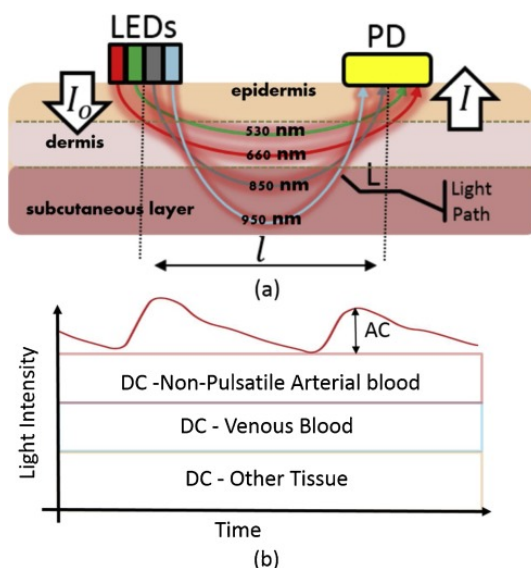 LEDs
PD
I₀
epidermis
I
530 nm
dermis
660 nm
850 nm
L
Light
Path
subcutaneous layer
950 nm
l
(a)
AC
DC -Non-Pulsatile Arterial blood
DC - Venous Blood
DC - Other Tissue
Light Intensity
Time
(b)